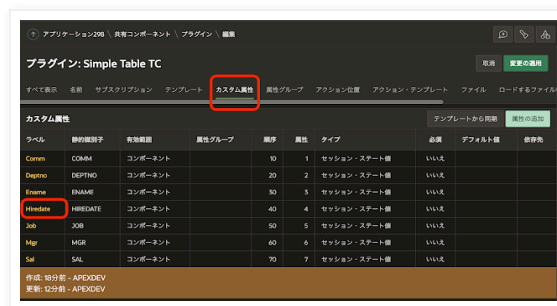 アプリケーション298 \ 共有コンポーネント \ プラグイン \ 編集
プラグイン: Simple Table TC
取消 変更の適用
すべて表示 名前 サブスクリプション テンプレート カスタム属性 属性グループ アクション位置 アクション・テンプレート ファイル ロードするファイル
カスタム属性
テンプレートから同期 属性の追加
ラベル 静的識別子 有効範囲 属性グループ 順序 属性 タイプ 必須 デフォルト値 依存先
Comm COMM コンポーネント 10 1 セッション・ステート値 いいえ
Deptno DEPTNO コンポーネント 20 2 セッション・ステート値 いいえ
Ename ENAME コンポーネント 30 3 セッション・ステート値 いいえ
Hiredate HIREDATE コンポーネント 40 4 セッション・ステート値 いいえ
Job JOB コンポーネント 50 5 セッション・ステート値 いいえ
Mgr MGR コンポーネント 60 6 セッション・ステート値 いいえ
Sal SAL コンポーネント 70 7 セッション・ステート値 いいえ
作成: 18分前 - APEXDEV
更新: 12分前 - APEXDEV